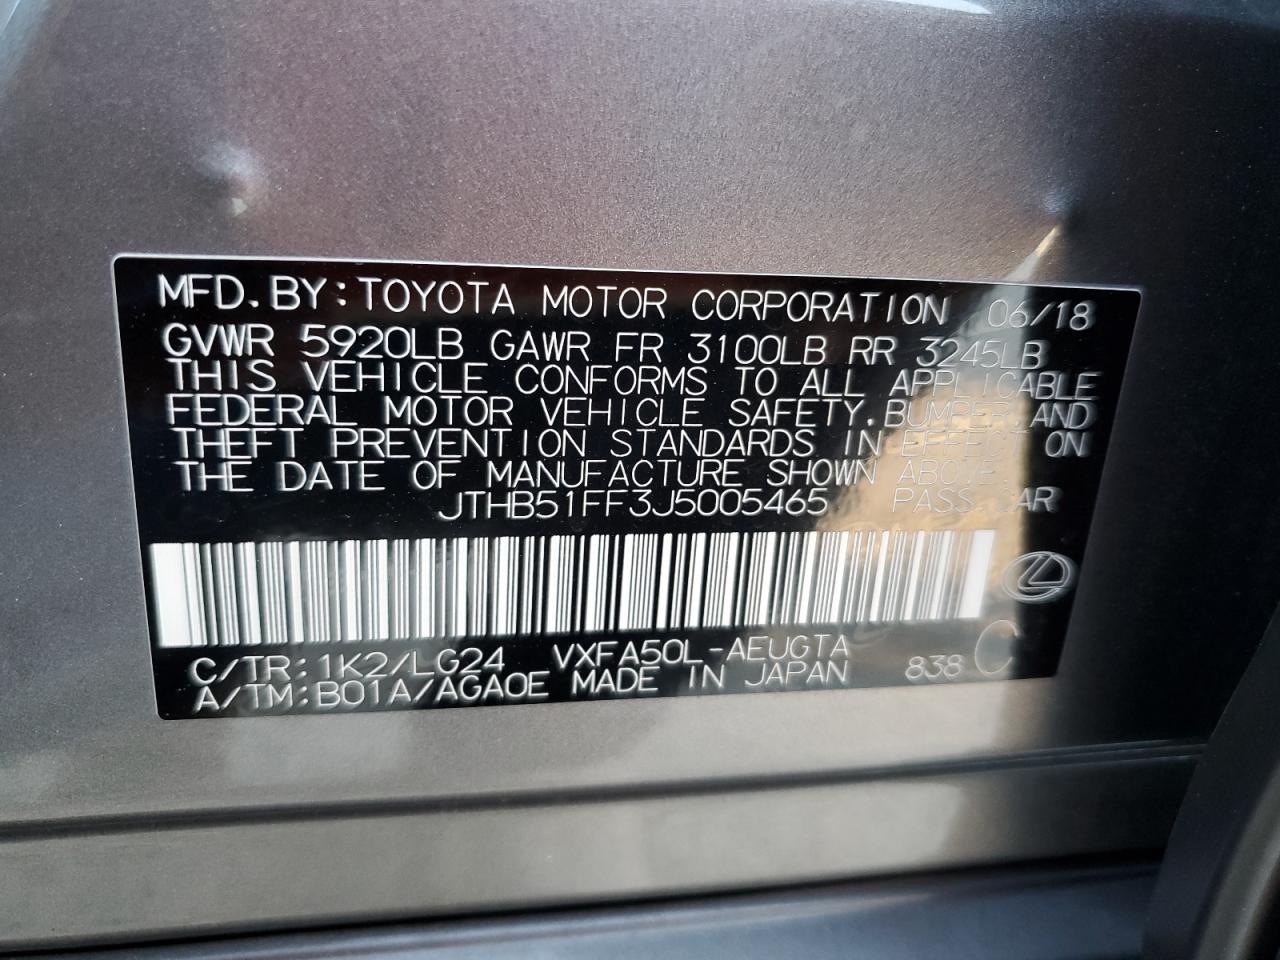 MFD.BY:TOYOTA MOTOR CORPORATION 06/18
GVWR 5920LB GAWR FR 3100LB RR 3245LB
THIS VEHICLE CONFORMS TO ALL APPLICABLE
FEDERAL MOTOR VEHICLE SAFETY,BUMPER,AND
THEFT PREVENTION STANDARDS IN EFFECT ON
THE DATE OF MANUFACTURE SHOWN ABOVE.
JTHB51FF3J5005465 PASS.CAR
C/TR:1K2/LG24 VXFA50L-AEUGTA
A/TM:B01A/AGA0E MADE IN JAPAN 838 C